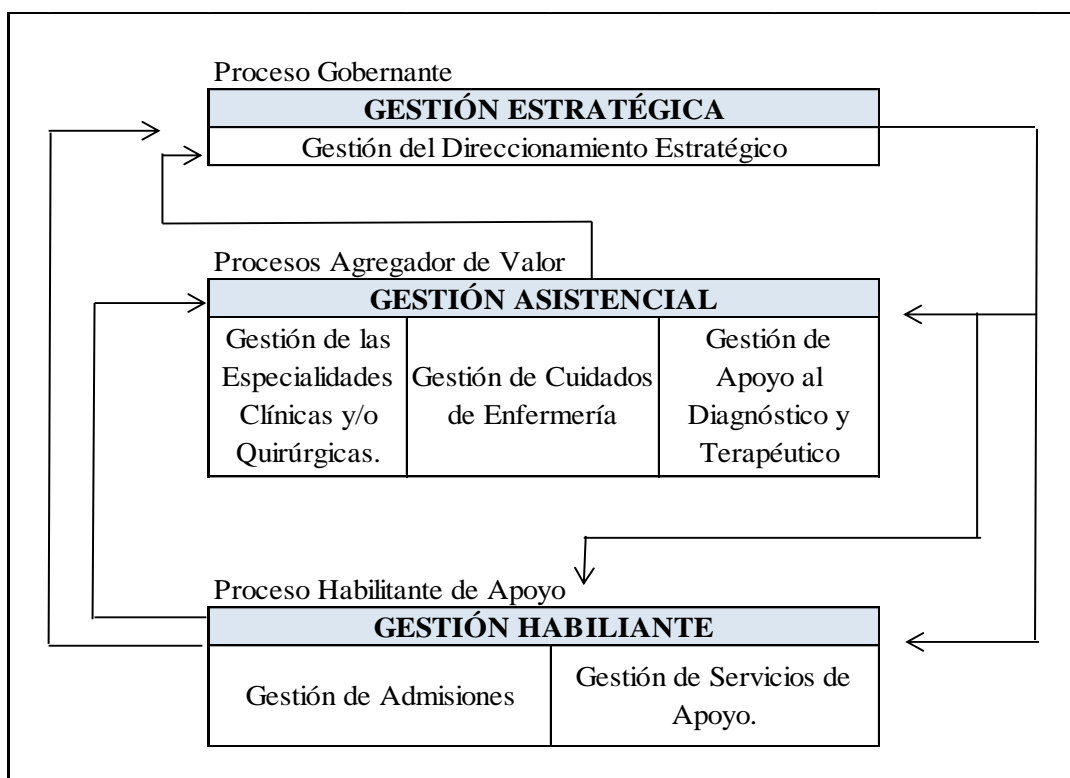 Proceso Gobernante
GESTIÓN ESTRATÉGICA
Gestión del Direccionamiento Estratégico
Procesos Agregador de Valor
GESTIÓN ASISTENCIAL
Gestión de las
Especialidades
Clínicas y/o
Quirúrgicas.
Gestión de Cuidados
de Enfermería
Gestión de
Apoyo al
Diagnóstico y
Terapéutico
Proceso Habilitante de Apoyo
GESTIÓN HABILIANTE
Gestión de Admisiones
Gestión de Servicios de
Apoyo.